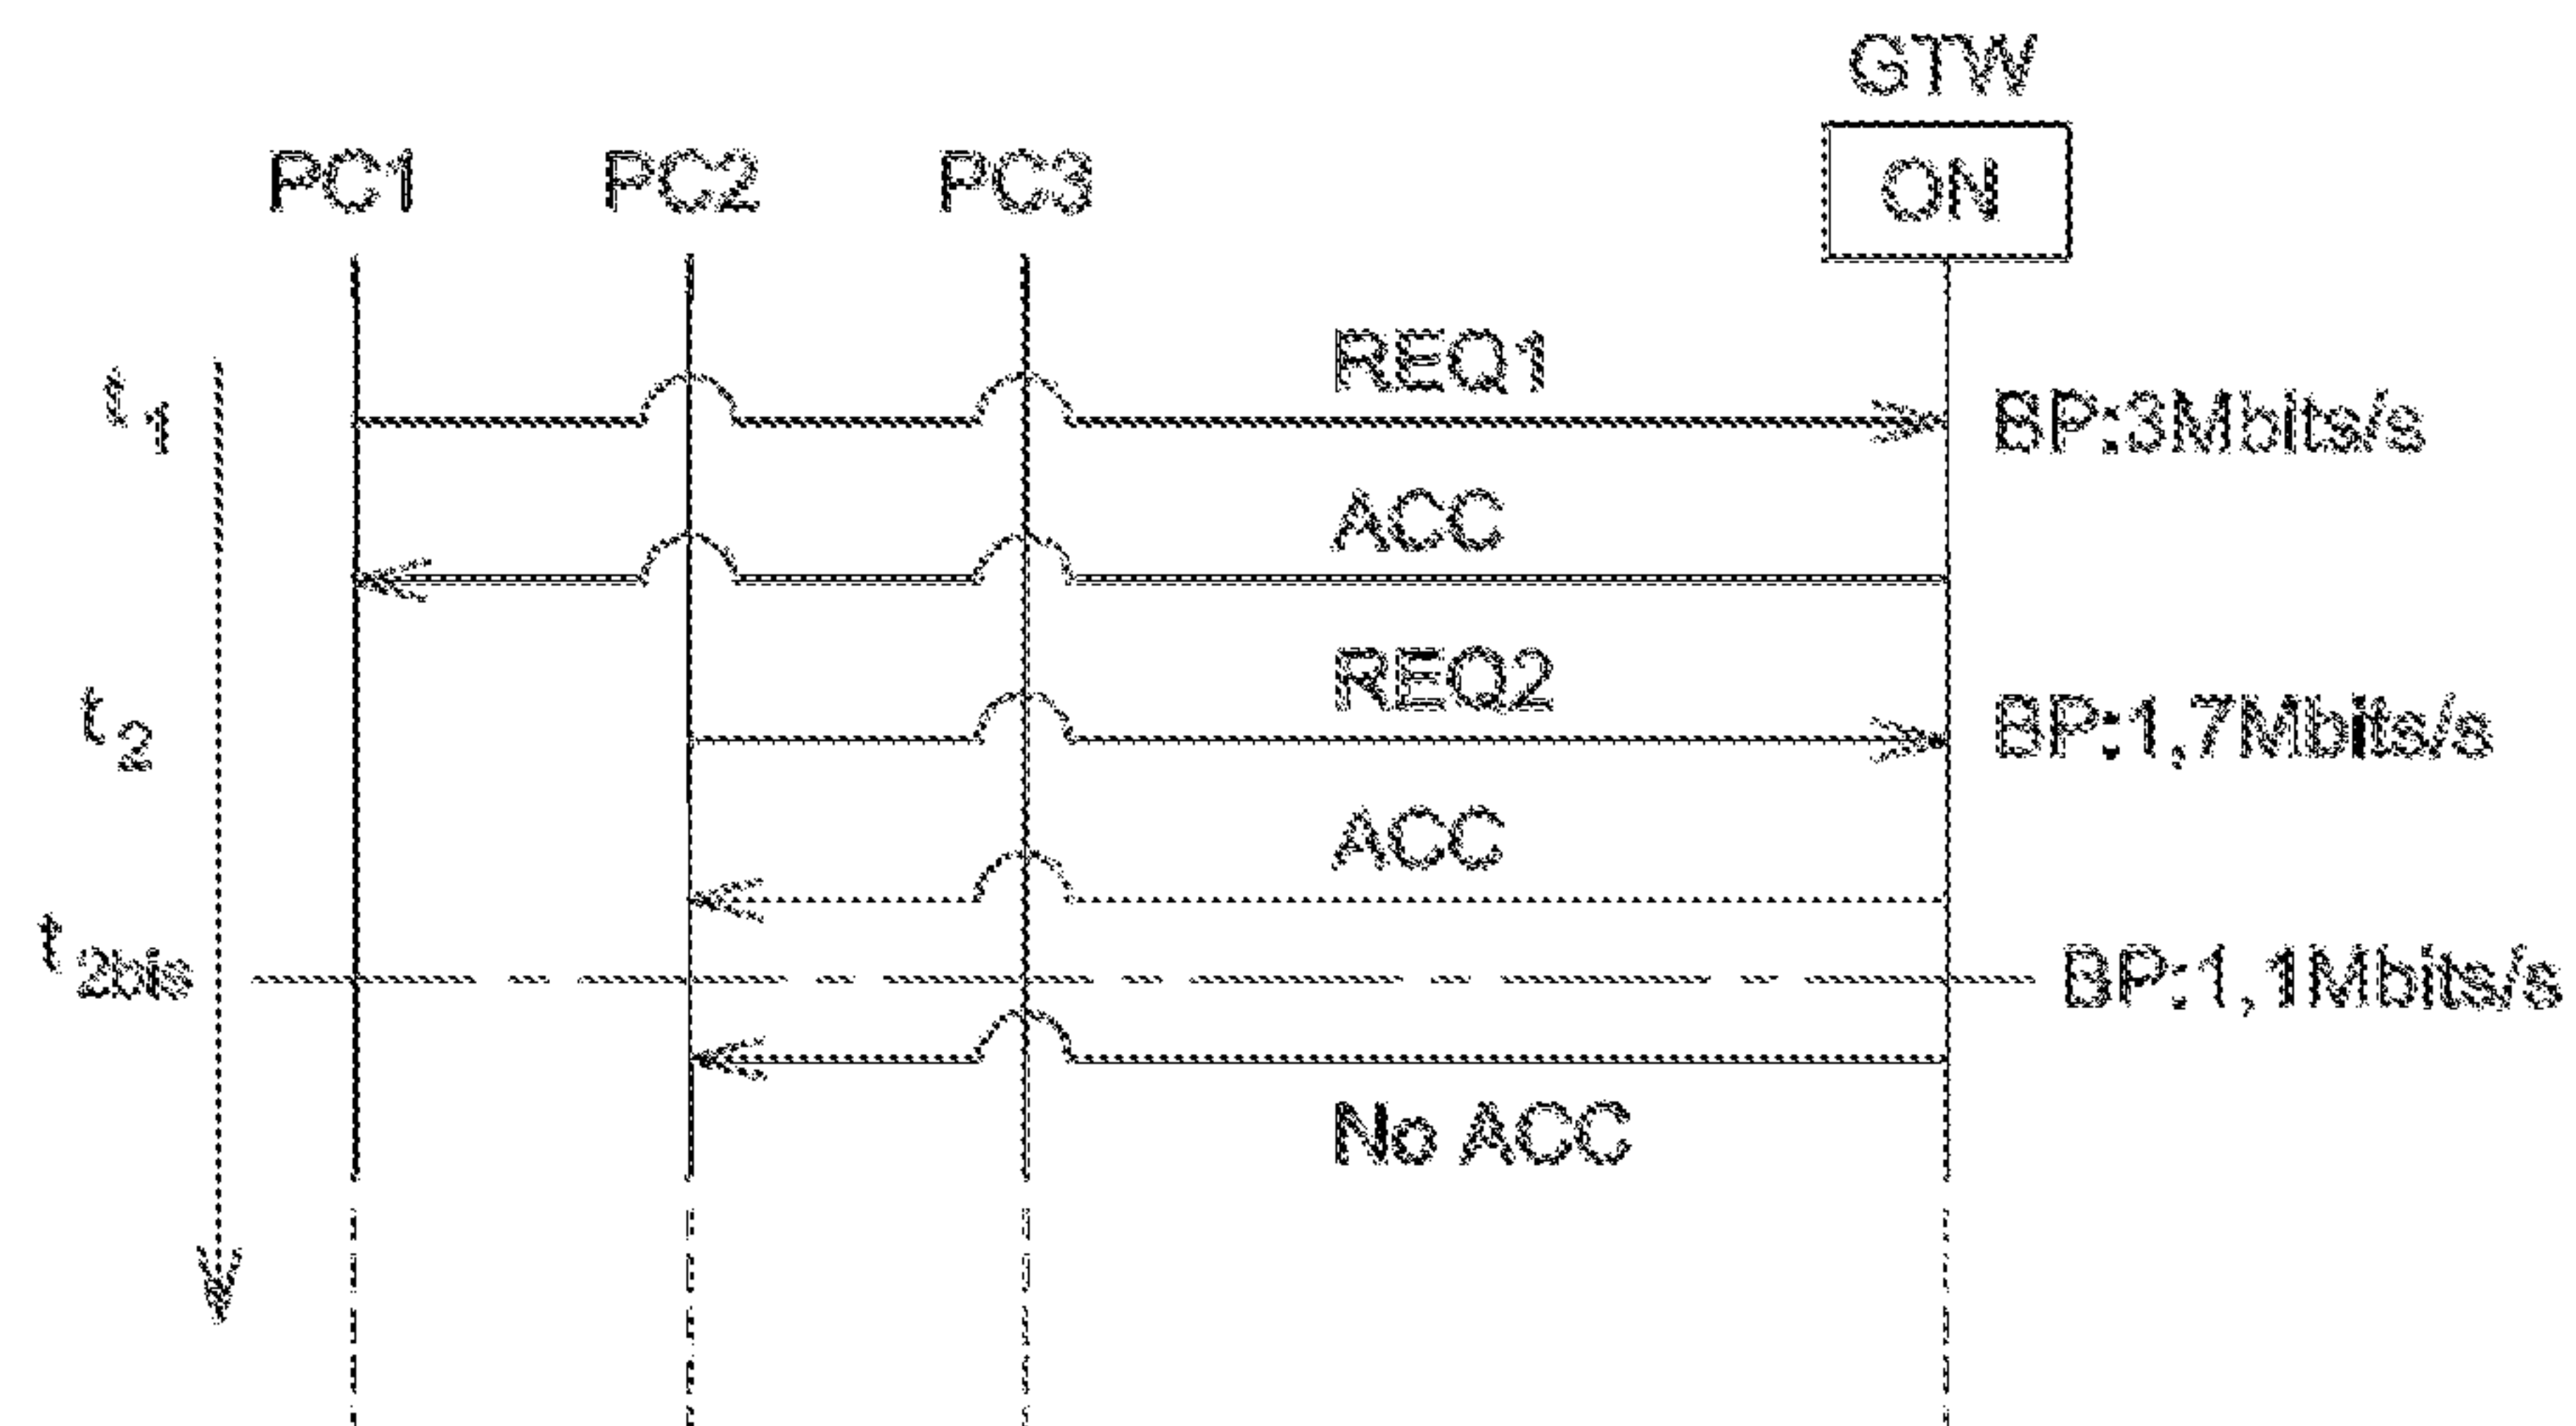 GTW
PC1 PC2 PC3 ON
REQ1
t1 BP:3Mbits/s
ACC
REQ2
t2 BP:1,7Mbits/s
ACC
t2bis BP:1,1Mbits/s
No ACC